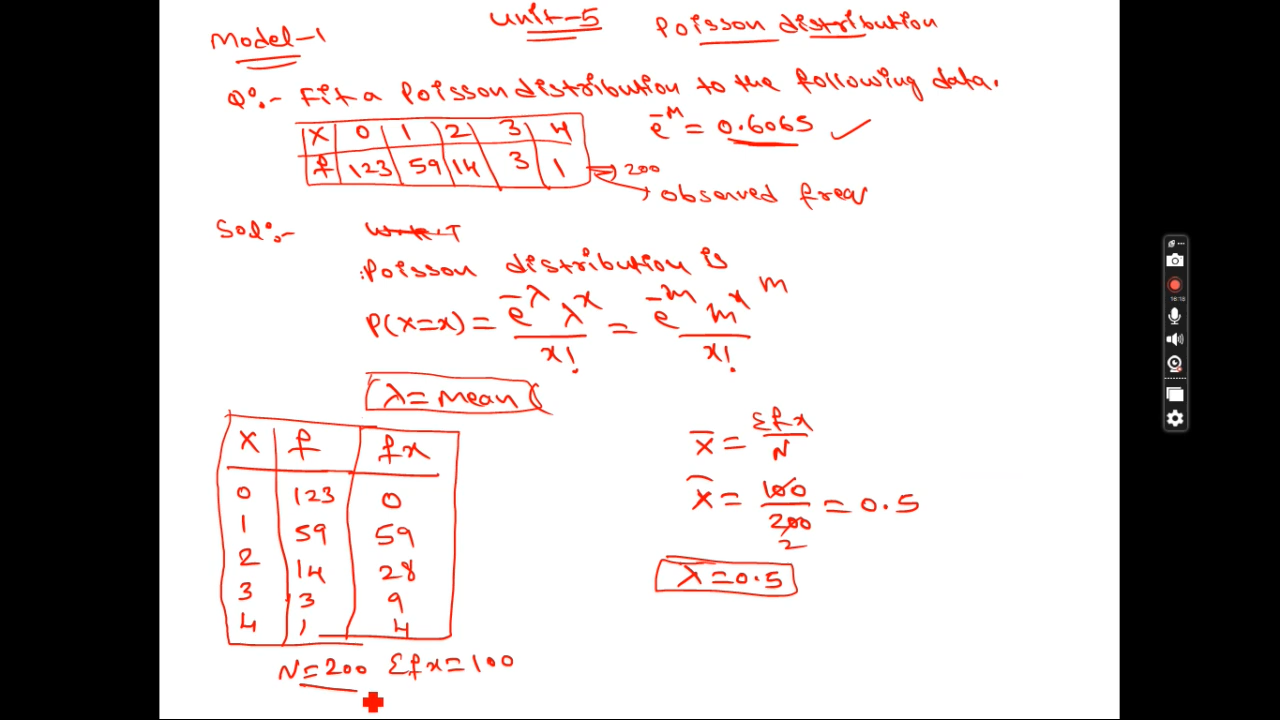 Unit-5 Poisson distribution
Model-1
Q:- Fit a Poisson distribution to the following data.
X 0 1 2 3 4
f 123 59 14 3 1
e^-M = 0.6065 ✓
⇒ 200
→ observed freq
Sol:-
Poisson distribution is
P(X=x) = e^-λ λ^x / x! = e^-m m^x / x! m
λ = mean
X f fx
0 123 0
1 59 59
2 14 28
3 3 9
4 1 4
N=200 Σfx=100
x̄ = Σfx / N
x̄ = 100 / 200 = 0.5
2
λ=0.5
16:18